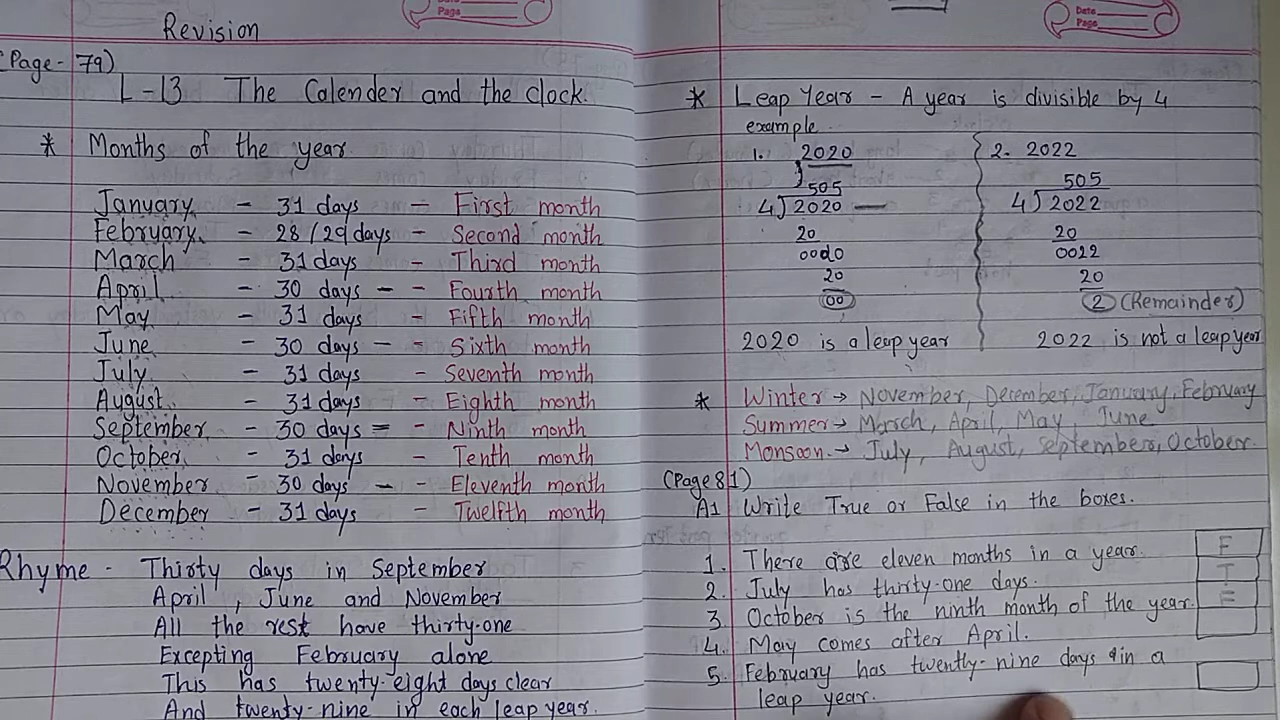 Date
Page
Page
Revision
(Page-79)
L-13 The Calender and the clock.
* Months of the year
January - 31 days - First month
February - 28/29 days - Second month
March - 31 days - Third month
April - 30 days - - Fourth month
May - 31 days - Fifth month
June - 30 days - - Sixth month
July - 31 days - Seventh month
August - 31 days - Eighth month
September - 30 days = - Ninth month
October - 31 days - Tenth month
November - 30 days - - Eleventh month
December - 31 days - Twelfth month
Rhyme - Thirty days in September
April, June and November
All the rest have thirty-one
Excepting February alone
This has twenty-eight days clear
And twenty-nine in each leap year.
* Leap Year - A year is divisible by 4
example
1. 2020 2. 2022
505 505
4)2020 4)2022
20 20
0020 0022
20 20
00 2 (Remainder)
2020 is a leap year 2022 is not a leap year
* Winter → November, December, January, February
Summer → March, April, May, June
Monsoon → July, August, September, October.
(Page 81)
A1 Write True or False in the boxes.
1. There are eleven months in a year. F
2. July has thirty-one days. T
3. October is the ninth month of the year. F
4. May comes after April.
5. February has twenty-nine days in a
leap year.